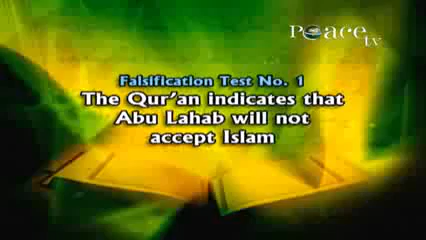 Peace tv
Falsification Test No. 1
The Qur'an indicates that
Abu Lahab will not
accept Islam